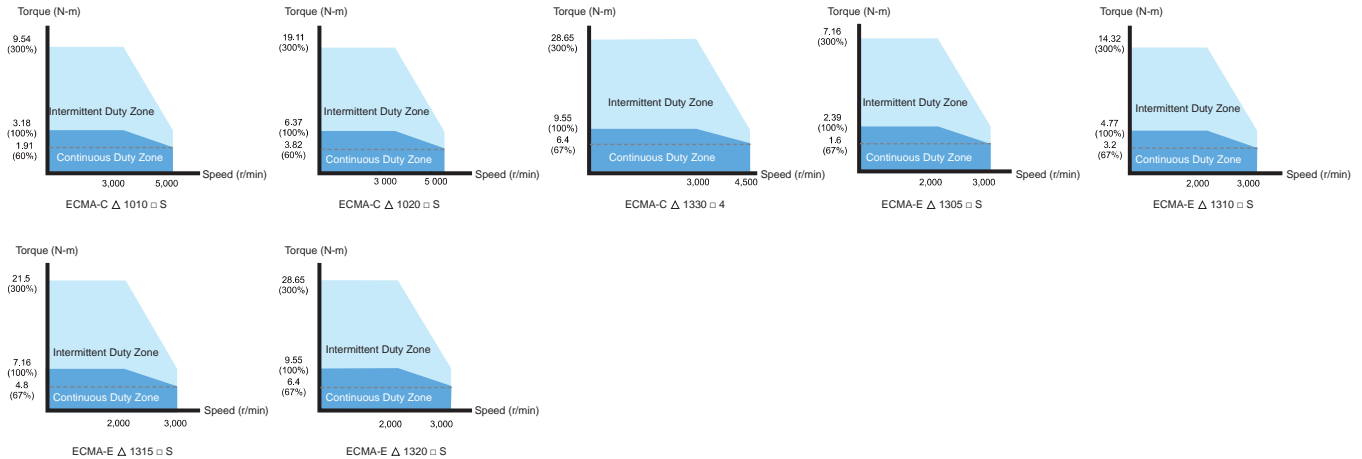 Torque (N-m)
9.54
(300%)
Intermittent Duty Zone
3.18
(100%)
1.91
(60%)
Continuous Duty Zone
3,000
5,000
Speed (r/min)
ECMA-C △ 1010 □ S
Torque (N-m)
19.11
(300%)
Intermittent Duty Zone
6.37
(100%)
3.82
(60%)
Continuous Duty Zone
3 000
5 000
Speed (r/min)
ECMA-C △ 1020 □ S
Torque (N-m)
28.65
(300%)
Intermittent Duty Zone
9.55
(100%)
6.4
(67%)
Continuous Duty Zone
3,000
4,500
Speed (r/min)
ECMA-C △ 1330 □ 4
Torque (N-m)
7.16
(300%)
Intermittent Duty Zone
2.39
(100%)
1.6
(67%)
Continuous Duty Zone
2,000
3,000
Speed (r/min)
ECMA-E △ 1305 □ S
Torque (N-m)
14.32
(300%)
Intermittent Duty Zone
4.77
(100%)
3.2
(67%)
Continuous Duty Zone
2,000
3,000
Speed (r/min)
ECMA-E △ 1310 □ S
Torque (N-m)
21.5
(300%)
Intermittent Duty Zone
7.16
(100%)
4.8
(67%)
Continuous Duty Zone
2,000
3,000
Speed (r/min)
ECMA-E △ 1315 □ S
Torque (N-m)
28.65
(300%)
Intermittent Duty Zone
9.55
(100%)
6.4
(67%)
Continuous Duty Zone
2,000
3,000
Speed (r/min)
ECMA-E △ 1320 □ S